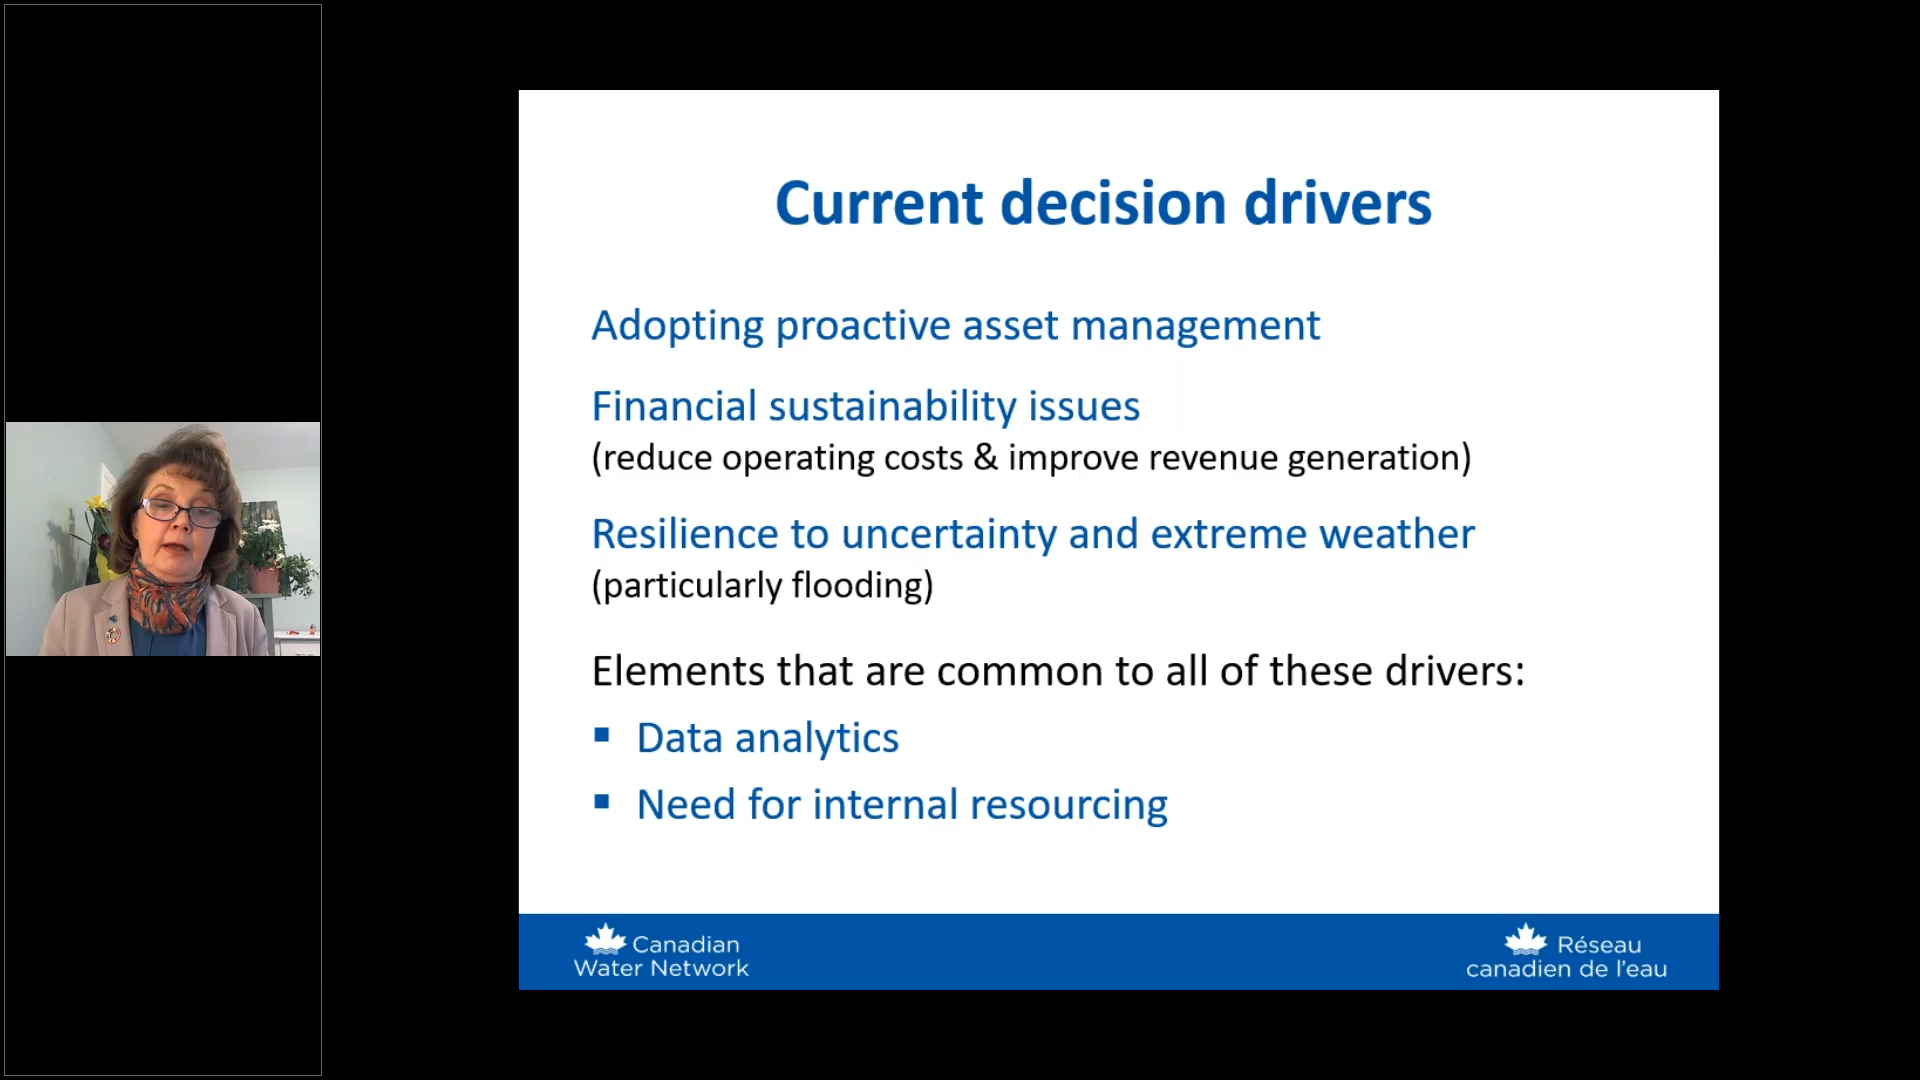 Current decision drivers
Adopting proactive asset management
Financial sustainability issues
(reduce operating costs & improve revenue generation)
Resilience to uncertainty and extreme weather
(particularly flooding)
Elements that are common to all of these drivers:
▪ Data analytics
▪ Need for internal resourcing
Canadian
Water Network
Réseau
canadien de l'eau